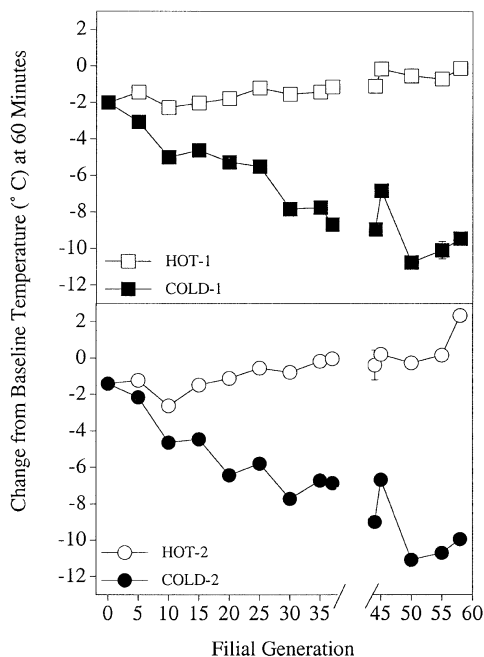 Change from Baseline Temperature (° C) at 60 Minutes
2
0
-2
-4
-6
-8
-10
-12
HOT-1
COLD-1
2
0
-2
-4
-6
-8
-10
-12
HOT-2
COLD-2
0 5 10 15 20 25 30 35 45 50 55 60
Filial Generation